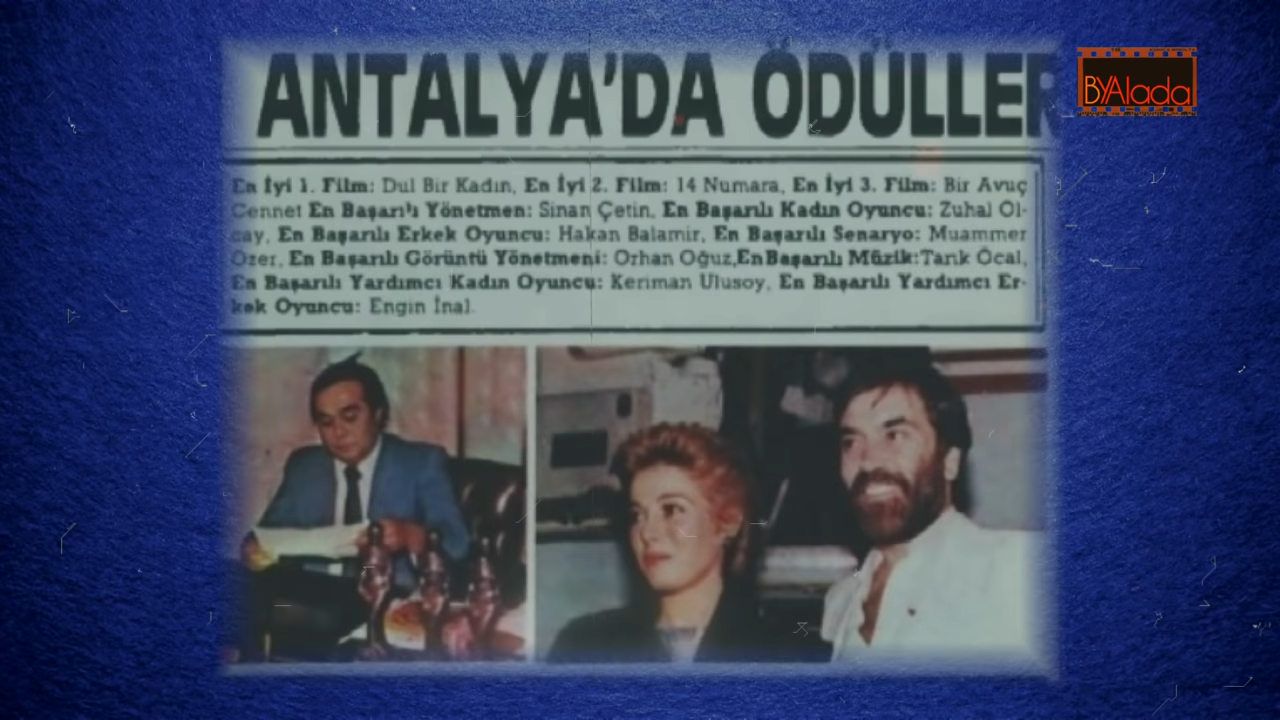 ANTALYA'DA ÖDÜLLER
BYAlada
En İyi 1. Film: Dul Bir Kadın, En İyi 2. Film: 14 Numara, En İyi 3. Film: Bir Avuç
Cennet En Başarılı Yönetmen: Sinan Çetin, En Başarılı Kadın Oyuncu: Zuhal Ol-
cay, En Başarılı Erkek Oyuncu: Hakan Balamir, En Başarılı Senaryo: Muammer
Özer, En Başarılı Görüntü Yönetmeni: Orhan Oğuz,En Başarılı Müzik:Tarık Öcal,
En Başarılı Yardımcı Kadın Oyuncu: Keriman Ulusoy, En Başarılı Yardımcı Er-
kek Oyuncu: Engin İnal.